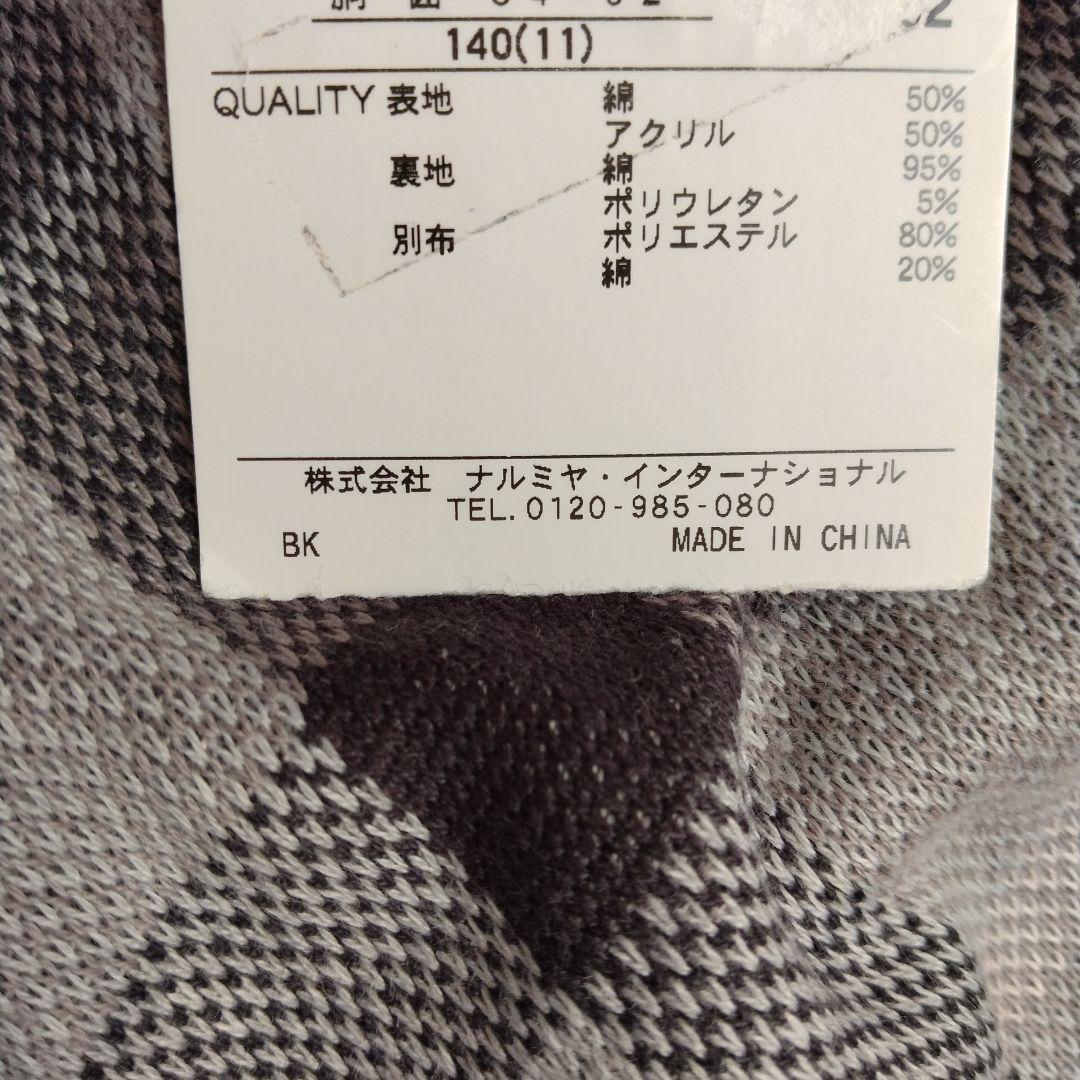 140(11)
QUALITY 表地 綿 50%
アクリル 50%
裏地 綿 95%
ポリウレタン 5%
別布 ポリエステル 80%
綿 20%
株式会社 ナルミヤ・インターナショナル
TEL.0120-985-080
BK MADE IN CHINA